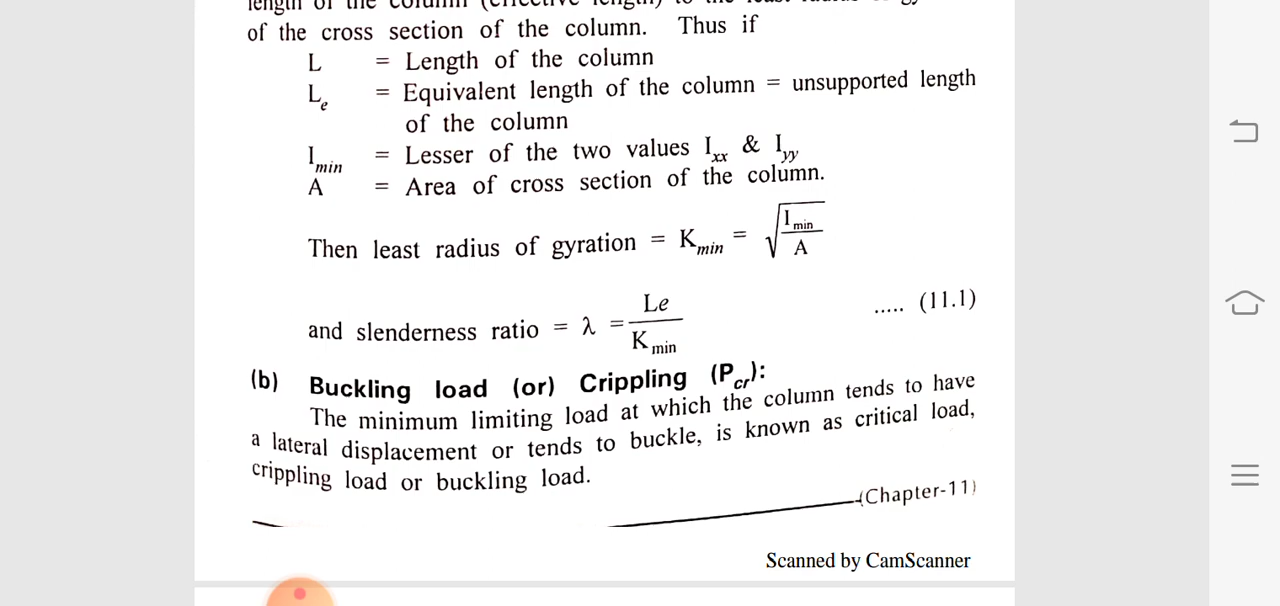 of the cross section of the column. Thus if
L = Length of the column
Le = Equivalent length of the column = unsupported length
of the column
Imin = Lesser of the two values Ixx & Iyy
A = Area of cross section of the column.
Then least radius of gyration = Kmin = √(Imin/A)
and slenderness ratio = λ = Le/Kmin ..... (11.1)
(b) Buckling load (or) Crippling (Pcr):
The minimum limiting load at which the column tends to have
a lateral displacement or tends to buckle, is known as critical load,
crippling load or buckling load.
(Chapter-11)
Scanned by CamScanner